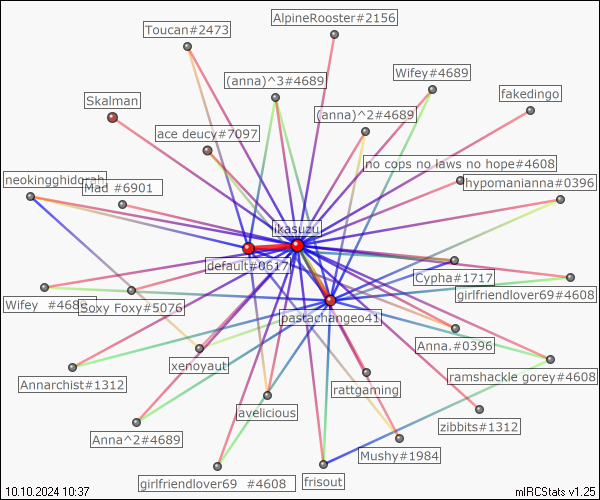 AlpineRooster#2156
Toucan#2473
Wifey#4689
(anna)^3#4689
fakedingo
Skalman
(anna)^2#4689
ace deucy#7097
no cops no laws no hope#4608
neokingghidorah
Mad #6901
hypomanianna#0396
ikasuzu
default#0617
Cypha#1717
girlfriendlover69#4608
Wifey #4689
Soxy Foxy#5076
pastachangeo41
Anna.#0396
xenoyaut
ramshackle gorey#4608
Annarchist#1312
rattgaming
avelicious
zibbits#1312
Anna^2#4689
Mushy#1984
girlfriendlover69 #4608
frisout
10.10.2024 10:37
mIRCStats v1.25